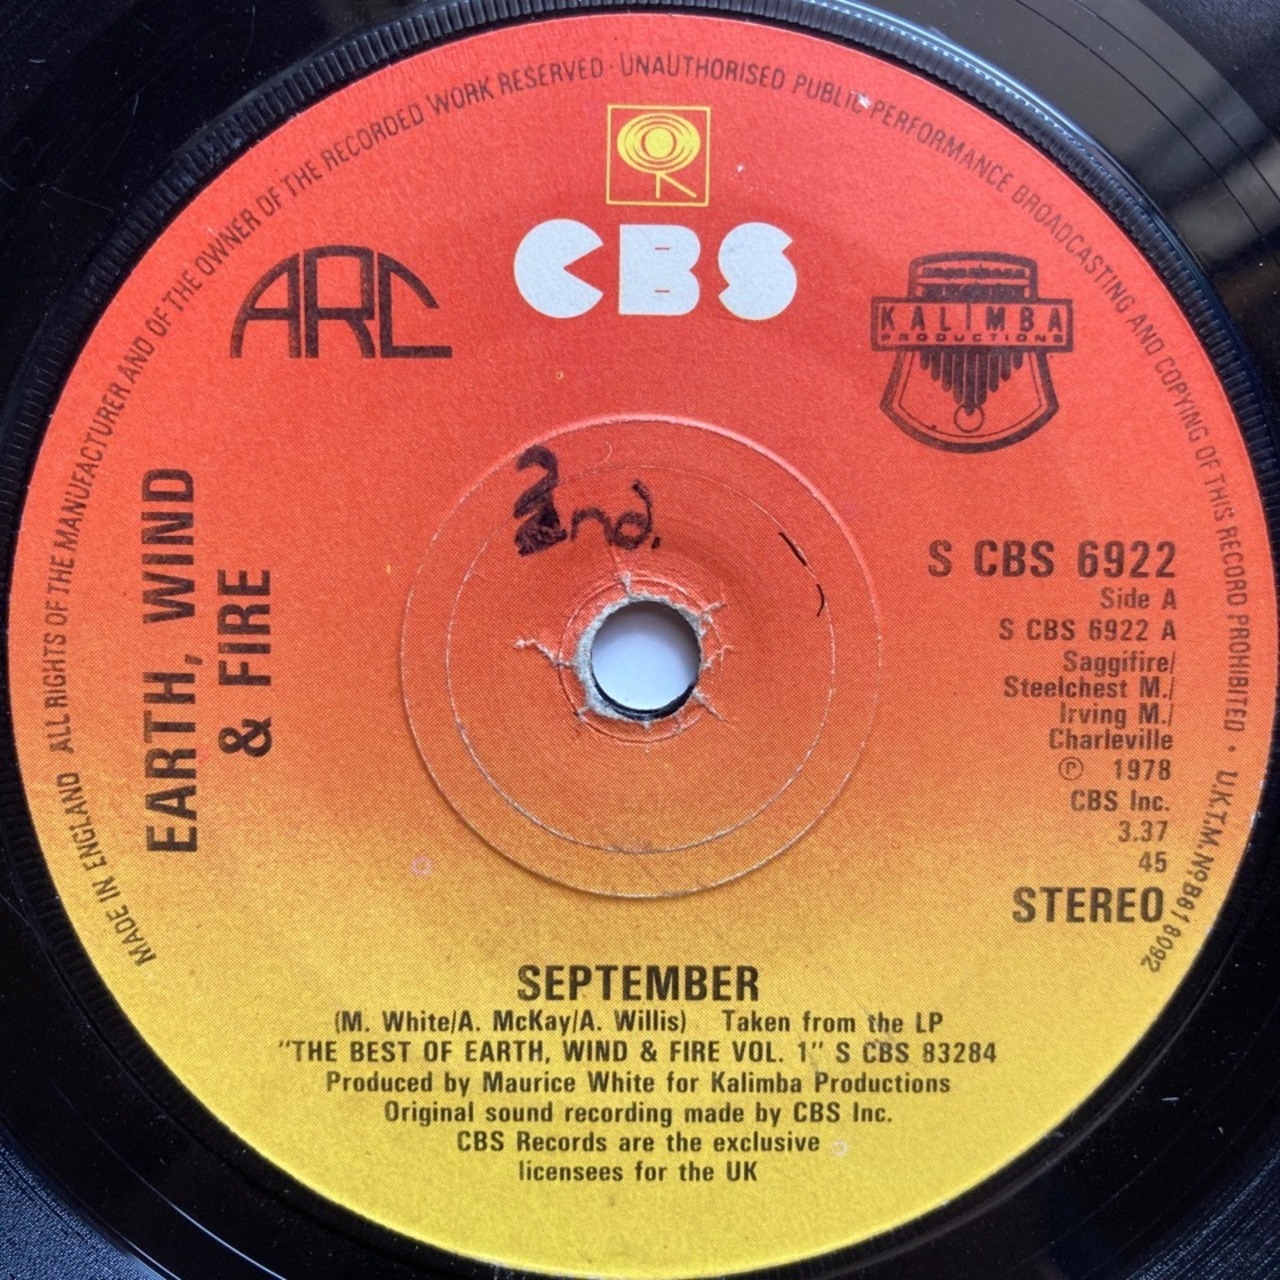 MADE IN ENGLAND ALL RIGHTS OF THE MANUFACTURER AND OF THE OWNER OF THE RECORDED WORK RESERVED · UNAUTHORISED PUBLIC PERFORMANCE BROADCASTING AND COPYING OF THIS RECORD PROHIBITED · U.K.T.M. Nº B618092
CBS
ARC
KALIMBA
PRODUCTIONS
2nd.
EARTH, WIND
& FIRE
S CBS 6922
Side A
S CBS 6922 A
Saggifire/
Steelchest M./
Irving M./
Charleville
℗ 1978
CBS Inc.
3.37
45
STEREO
SEPTEMBER
(M. White/A. McKay/A. Willis) Taken from the LP
"THE BEST OF EARTH, WIND & FIRE VOL. 1" S CBS 83284
Produced by Maurice White for Kalimba Productions
Original sound recording made by CBS Inc.
CBS Records are the exclusive
licensees for the UK